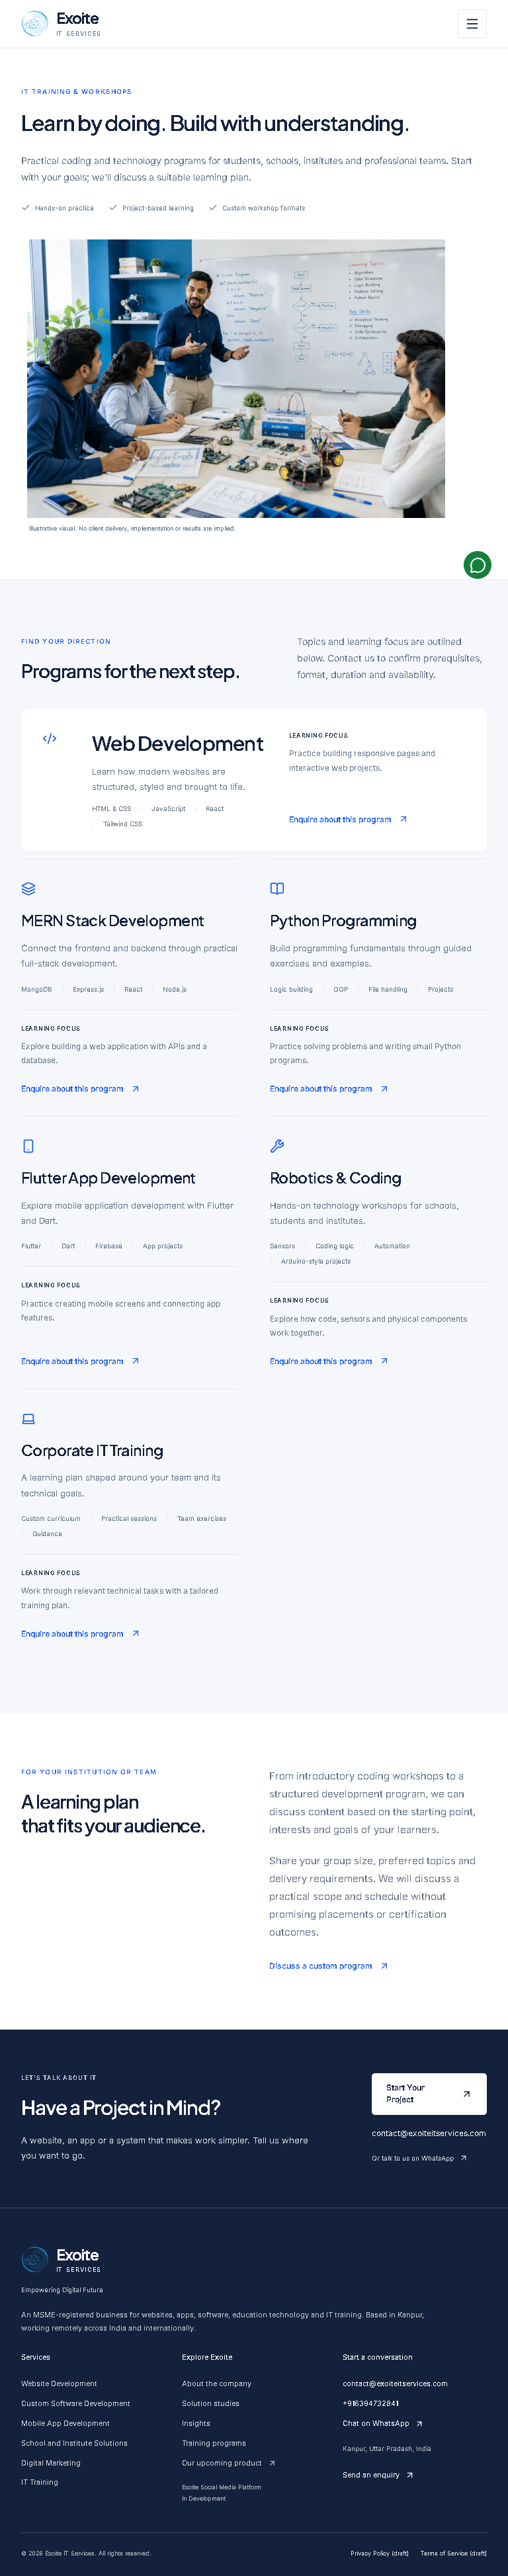 Exoite
IT SERVICES
IT TRAINING & WORKSHOPS
Learn by doing. Build with understanding.
Practical coding and technology programs for students, schools, institutes and professional teams. Start
with your goals; we'll discuss a suitable learning plan.
Hands-on practice
Project-based learning
Custom workshop formats
Illustrative visual. No client delivery, implementation or results are implied.
FIND YOUR DIRECTION
Programs for the next step.
Topics and learning focus are outlined
below. Contact us to confirm prerequisites,
format, duration and availability.
Web Development
Learn how modern websites are
structured, styled and brought to life.
HTML & CSS / JavaScript / React
/ Tailwind CSS
LEARNING FOCUS
Practice building responsive pages and
interactive web projects.
Enquire about this program
MERN Stack Development
Connect the frontend and backend through practical
full-stack development.
MongoDB / Express.js / React / Node.js
LEARNING FOCUS
Explore building a web application with APIs and a
database.
Enquire about this program
Python Programming
Build programming fundamentals through guided
exercises and examples.
Logic building / OOP / File handling / Projects
LEARNING FOCUS
Practice solving problems and writing small Python
programs.
Enquire about this program
Flutter App Development
Explore mobile application development with Flutter
and Dart.
Flutter / Dart / Firebase / App projects
LEARNING FOCUS
Practice creating mobile screens and connecting app
features.
Enquire about this program
Robotics & Coding
Hands-on technology workshops for schools,
students and institutes.
Sensors / Coding logic / Automation
/ Arduino-style projects
LEARNING FOCUS
Explore how code, sensors and physical components
work together.
Enquire about this program
Corporate IT Training
A learning plan shaped around your team and its
technical goals.
Custom curriculum / Practical sessions / Team exercises
/ Guidance
LEARNING FOCUS
Work through relevant technical tasks with a tailored
training plan.
Enquire about this program
FOR YOUR INSTITUTION OR TEAM
A learning plan
that fits your audience.
From introductory coding workshops to a
structured development program, we can
discuss content based on the starting point,
interests and goals of your learners.
Share your group size, preferred topics and
delivery requirements. We will discuss a
practical scope and schedule without
promising placements or certification
outcomes.
Discuss a custom program
LET'S TALK ABOUT IT
Have a Project in Mind?
A website, an app or a system that makes work simpler. Tell us where
you want to go.
Start Your
Project
contact@exoiteitservices.com
Or talk to us on WhatsApp
Exoite
IT SERVICES
Empowering Digital Future
An MSME-registered business for websites, apps, software, education technology and IT training. Based in Kanpur,
working remotely across India and internationally.
Services
Website Development
Custom Software Development
Mobile App Development
School and Institute Solutions
Digital Marketing
IT Training
Explore Exoite
About the company
Solution studies
Insights
Training programs
Our upcoming product
Exoite Social Media Platform
In Development
Start a conversation
contact@exoiteitservices.com
+916394732841
Chat on WhatsApp
Kanpur, Uttar Pradesh, India
Send an enquiry
© 2026 Exoite IT Services. All rights reserved.
Privacy Policy (draft)
Terms of Service (draft)